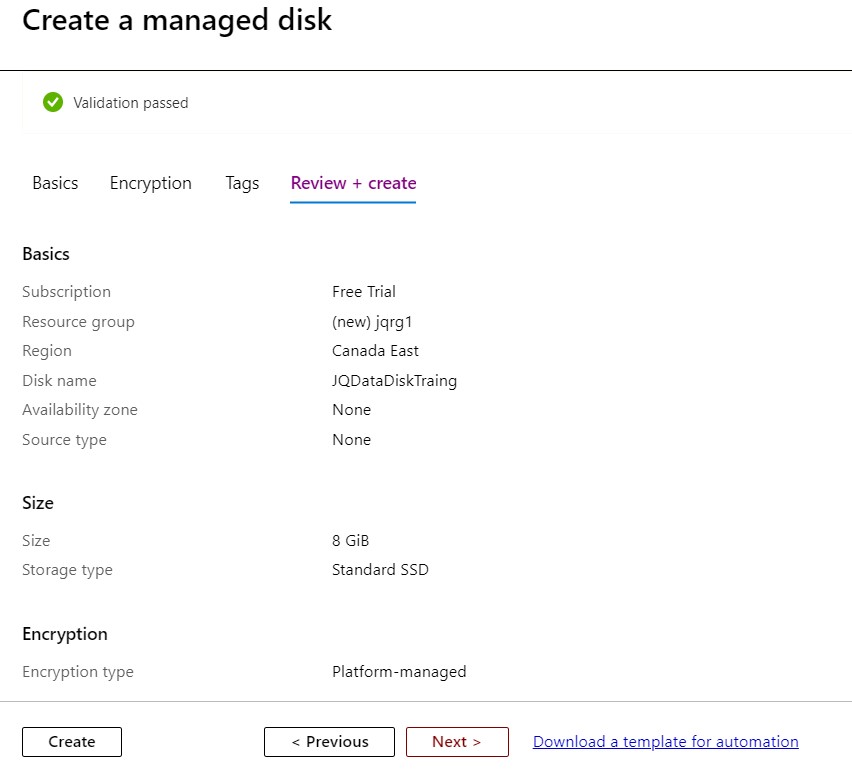 Create a managed disk
Validation passed
Basics Encryption Tags Review + create
Basics
Subscription Free Trial
Resource group (new) jqrg1
Region Canada East
Disk name JQDataDiskTraing
Availability zone None
Source type None
Size
Size 8 GiB
Storage type Standard SSD
Encryption
Encryption type Platform-managed
Create < Previous Next > Download a template for automation